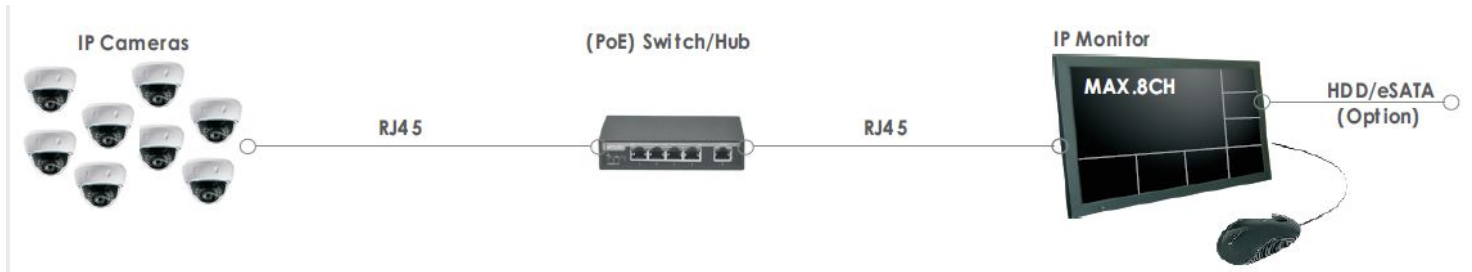 IP Cameras
(PoE) Switch/Hub
IP Monitor
MAX.8CH
HDD/eSATA
(Option)
RJ45
RJ45